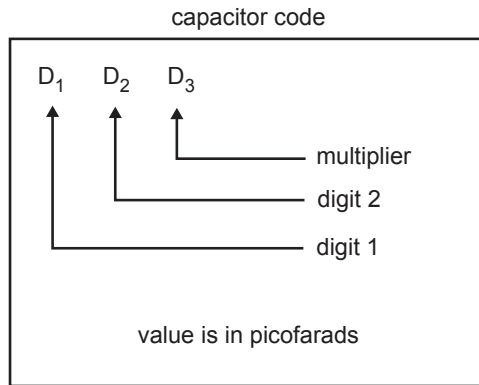 capacitor code
D₁ D₂ D₃
multiplier
digit 2
digit 1
value is in picofarads